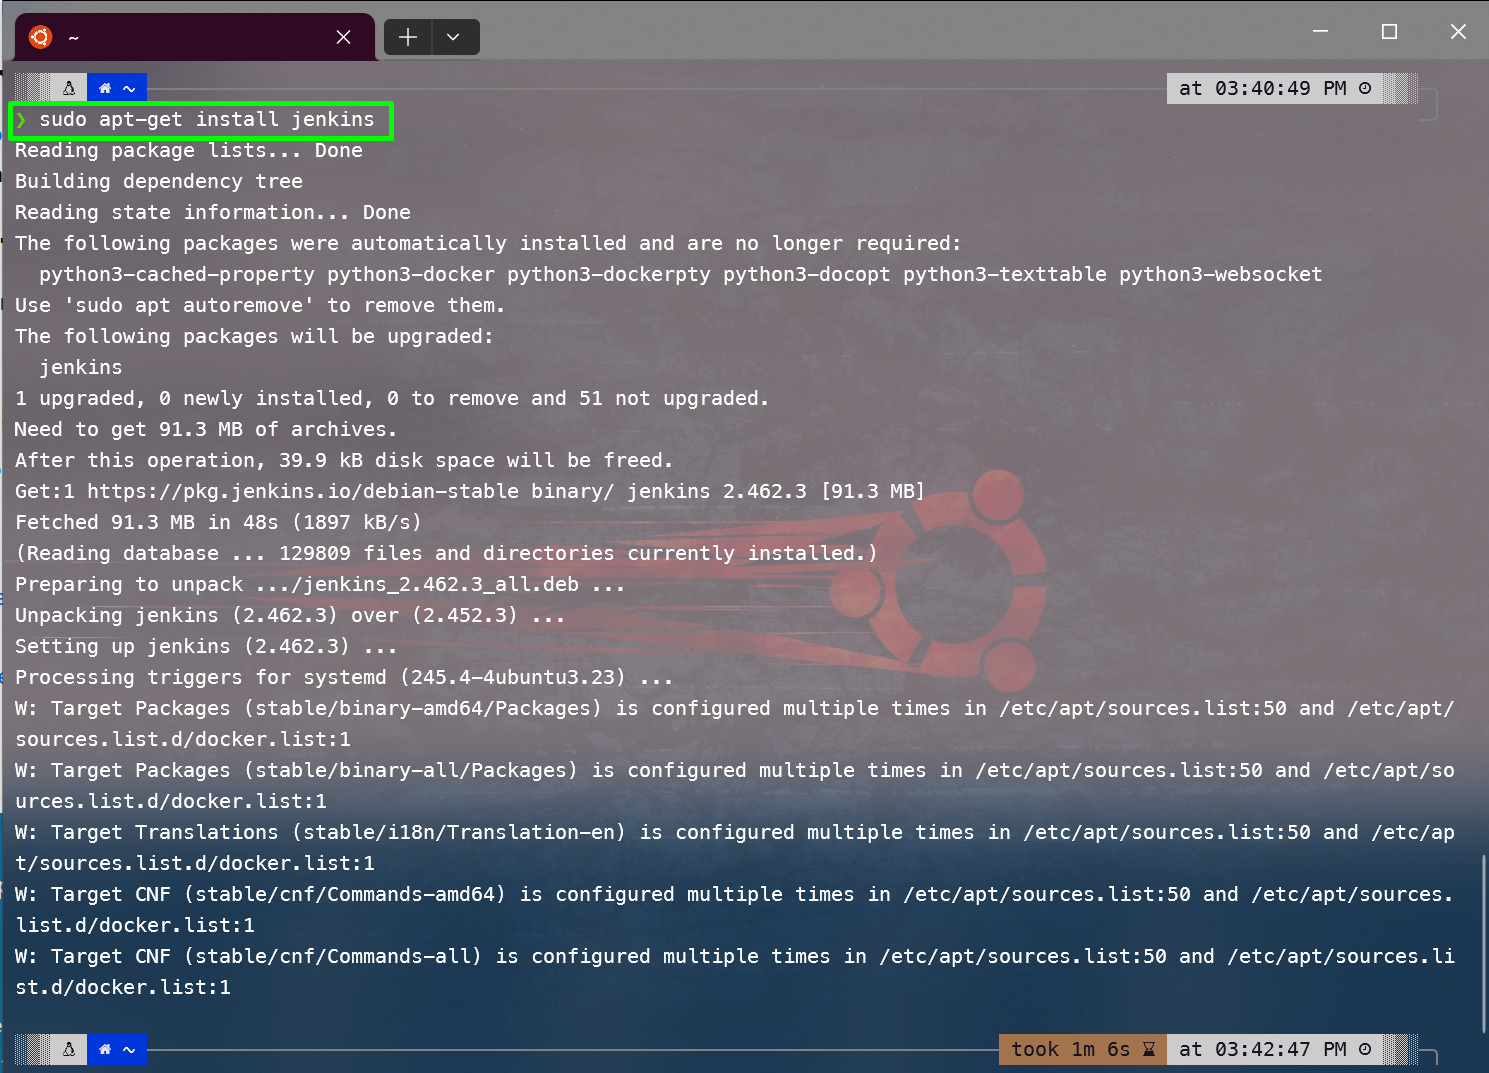 ~
~
at 03:40:49 PM
❯ sudo apt-get install jenkins
Reading package lists... Done
Building dependency tree
Reading state information... Done
The following packages were automatically installed and are no longer required:
python3-cached-property python3-docker python3-dockerpty python3-docopt python3-texttable python3-websocket
Use 'sudo apt autoremove' to remove them.
The following packages will be upgraded:
jenkins
1 upgraded, 0 newly installed, 0 to remove and 51 not upgraded.
Need to get 91.3 MB of archives.
After this operation, 39.9 kB disk space will be freed.
Get:1 https://pkg.jenkins.io/debian-stable binary/ jenkins 2.462.3 [91.3 MB]
Fetched 91.3 MB in 48s (1897 kB/s)
(Reading database ... 129809 files and directories currently installed.)
Preparing to unpack .../jenkins_2.462.3_all.deb ...
Unpacking jenkins (2.462.3) over (2.452.3) ...
Setting up jenkins (2.462.3) ...
Processing triggers for systemd (245.4-4ubuntu3.23) ...
W: Target Packages (stable/binary-amd64/Packages) is configured multiple times in /etc/apt/sources.list:50 and /etc/apt/
sources.list.d/docker.list:1
W: Target Packages (stable/binary-all/Packages) is configured multiple times in /etc/apt/sources.list:50 and /etc/apt/so
urces.list.d/docker.list:1
W: Target Translations (stable/i18n/Translation-en) is configured multiple times in /etc/apt/sources.list:50 and /etc/ap
t/sources.list.d/docker.list:1
W: Target CNF (stable/cnf/Commands-amd64) is configured multiple times in /etc/apt/sources.list:50 and /etc/apt/sources.
list.d/docker.list:1
W: Target CNF (stable/cnf/Commands-all) is configured multiple times in /etc/apt/sources.list:50 and /etc/apt/sources.li
st.d/docker.list:1
~
took 1m 6s at 03:42:47 PM